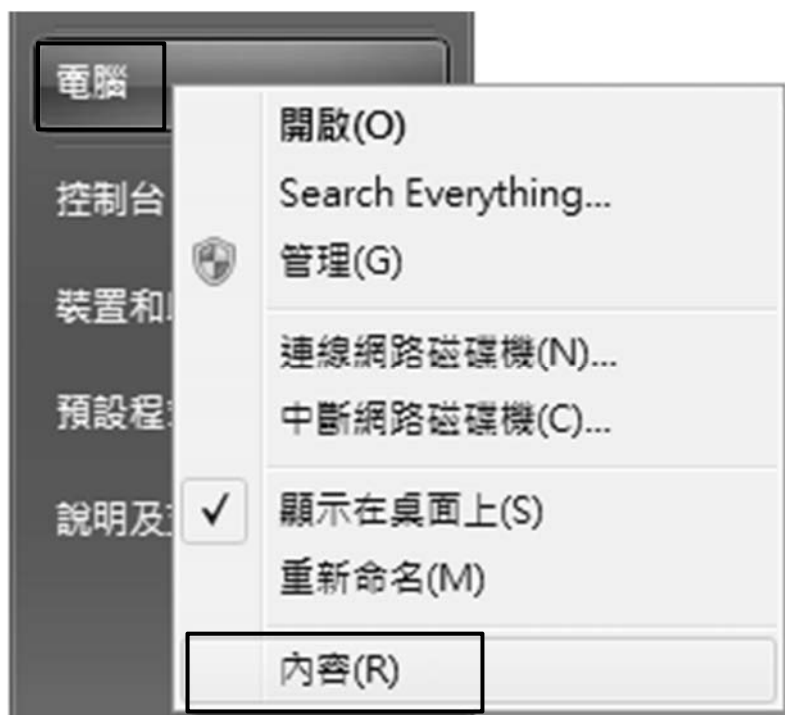 電腦
開啟(O)
Search Everything...
控制台
管理(G)
裝置和
連線網路磁碟機(N)...
預設程
中斷網路磁碟機(C)...
說明及
顯示在桌面上(S)
重新命名(M)
內容(R)